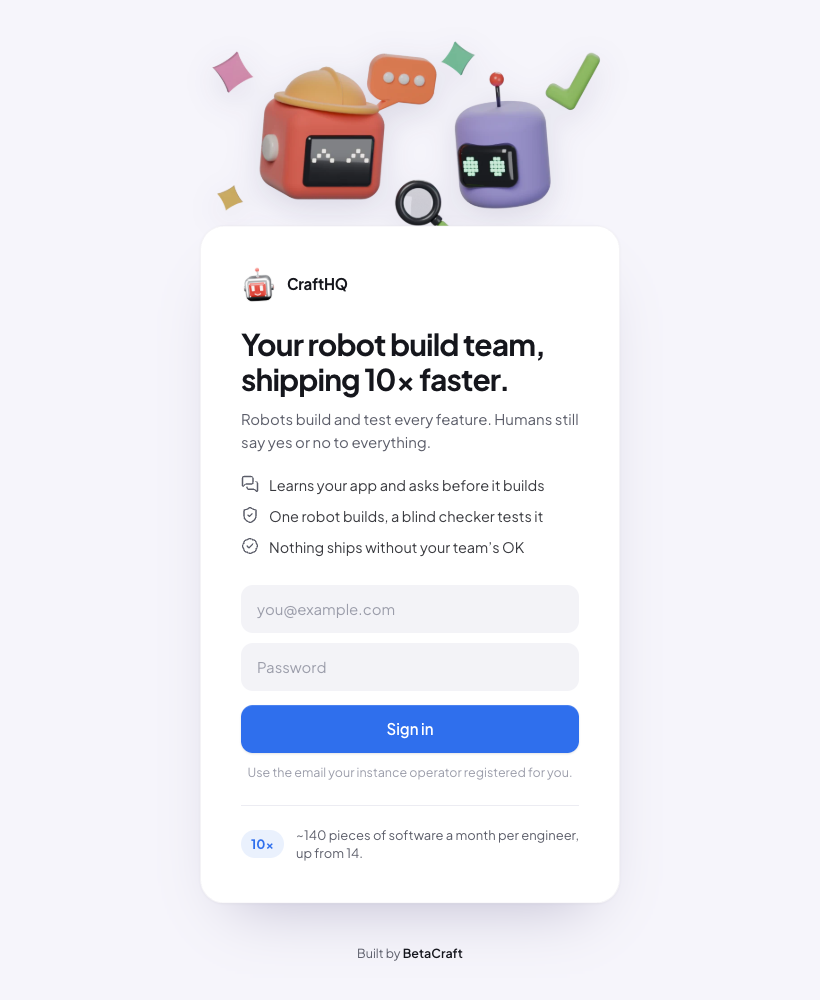 CraftHQ
Your robot build team,
shipping 10× faster.
Robots build and test every feature. Humans still
say yes or no to everything.
Learns your app and asks before it builds
One robot builds, a blind checker tests it
Nothing ships without your team's OK
you@example.com
Password
Sign in
Use the email your instance operator registered for you.
10×
~140 pieces of software a month per engineer,
up from 14.
Built by BetaCraft